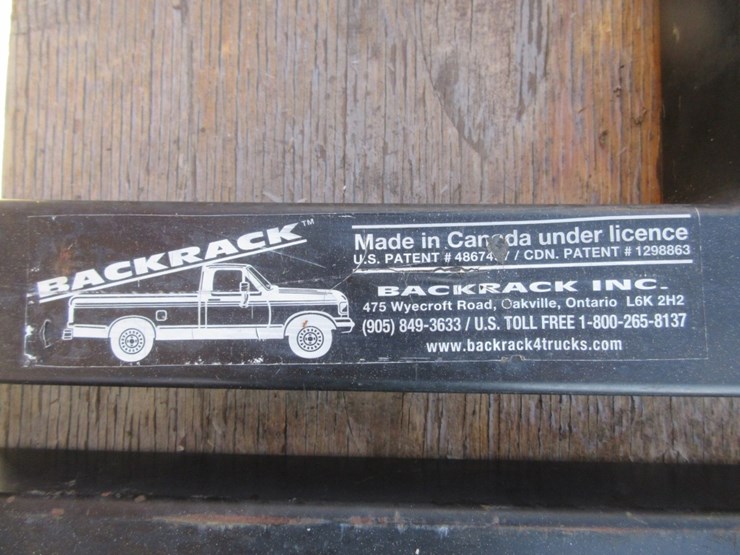 BACKRACK™
Made in Canada under licence
U.S. PATENT # / CDN. PATENT # 1298863
BACKRACK INC.
475 Wyecroft Road, Oakville, Ontario L6K 2H2
(905) 849-3633 / U.S. TOLL FREE 1-800-265-8137
www.backrack4trucks.com